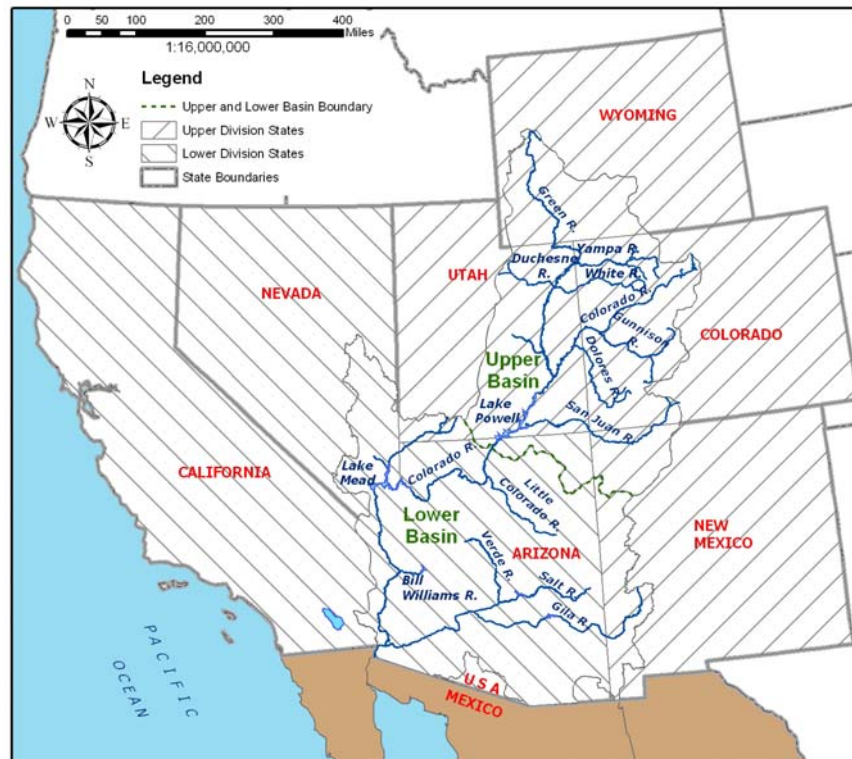 0 50 100 200 300 400
Miles
1:16,000,000
Legend
Upper and Lower Basin Boundary
Upper Division States
Lower Division States
State Boundaries
N
W E
S
WYOMING
Green R.
Yampa R.
Duchesne
R.
White R.
UTAH
NEVADA
Colorado R.
Gunnison
R.
COLORADO
Dolores R.
Upper
Basin
Lake
Powell
San Juan R.
CALIFORNIA
Lake
Mead
Colorado R.
Little
Colorado R.
Lower
Basin
NEW
MEXICO
Verde R.
ARIZONA
Bill
Williams R.
Salt R.
Gila R.
PACIFIC
OCEAN
USA
MEXICO